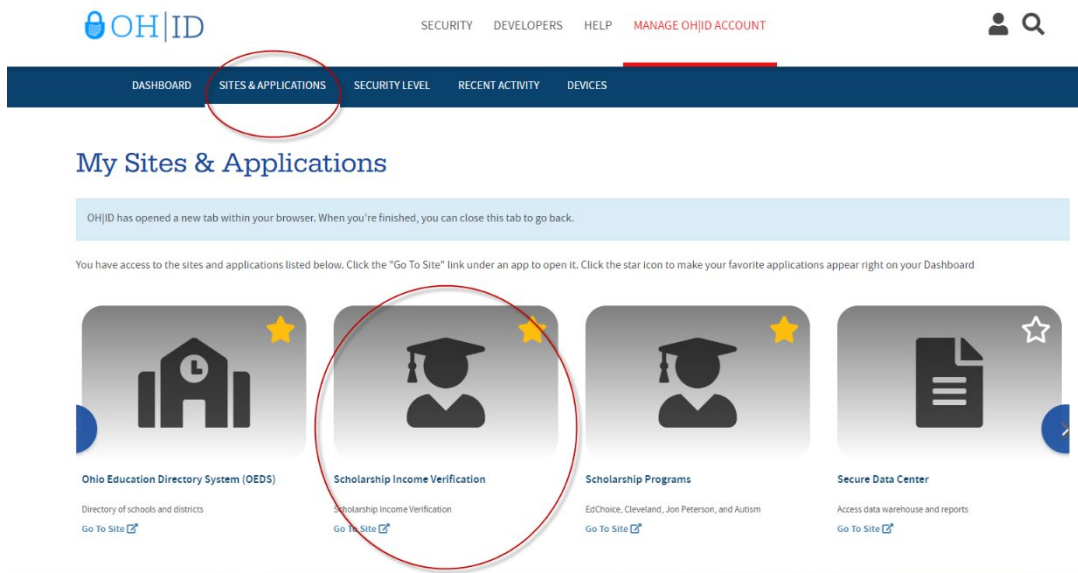 OH|ID
SECURITY DEVELOPERS HELP MANAGE OH|ID ACCOUNT
DASHBOARD SITES & APPLICATIONS SECURITY LEVEL RECENT ACTIVITY DEVICES
My Sites & Applications
OH|ID has opened a new tab within your browser. When you're finished, you can close this tab to go back.
You have access to the sites and applications listed below. Click the "Go To Site" link under an app to open it. Click the star icon to make your favorite applications appear right on your Dashboard
Ohio Education Directory System (OEDS)
Directory of schools and districts
Go To Site
Scholarship Income Verification
Scholarship Income Verification
Go To Site
Scholarship Programs
EdChoice, Cleveland, Jon Peterson, and Autism
Go To Site
Secure Data Center
Access data warehouse and reports
Go To Site